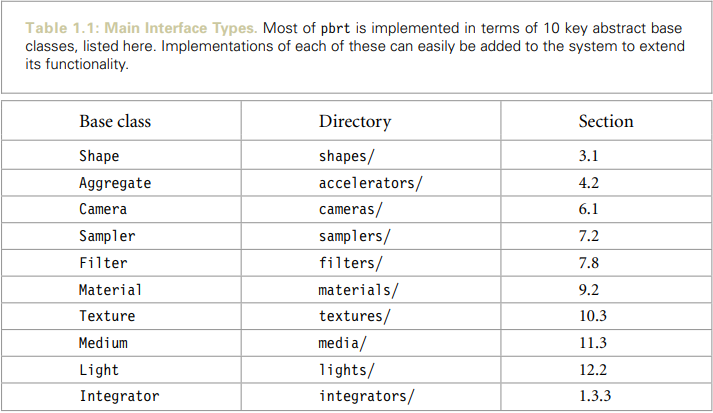 Table 1.1: Main Interface Types. Most of pbrt is implemented in terms of 10 key abstract base
classes, listed here. Implementations of each of these can easily be added to the system to extend
its functionality.
Base class Directory Section
Shape shapes/ 3.1
Aggregate accelerators/ 4.2
Camera cameras/ 6.1
Sampler samplers/ 7.2
Filter filters/ 7.8
Material materials/ 9.2
Texture textures/ 10.3
Medium media/ 11.3
Light lights/ 12.2
Integrator integrators/ 1.3.3